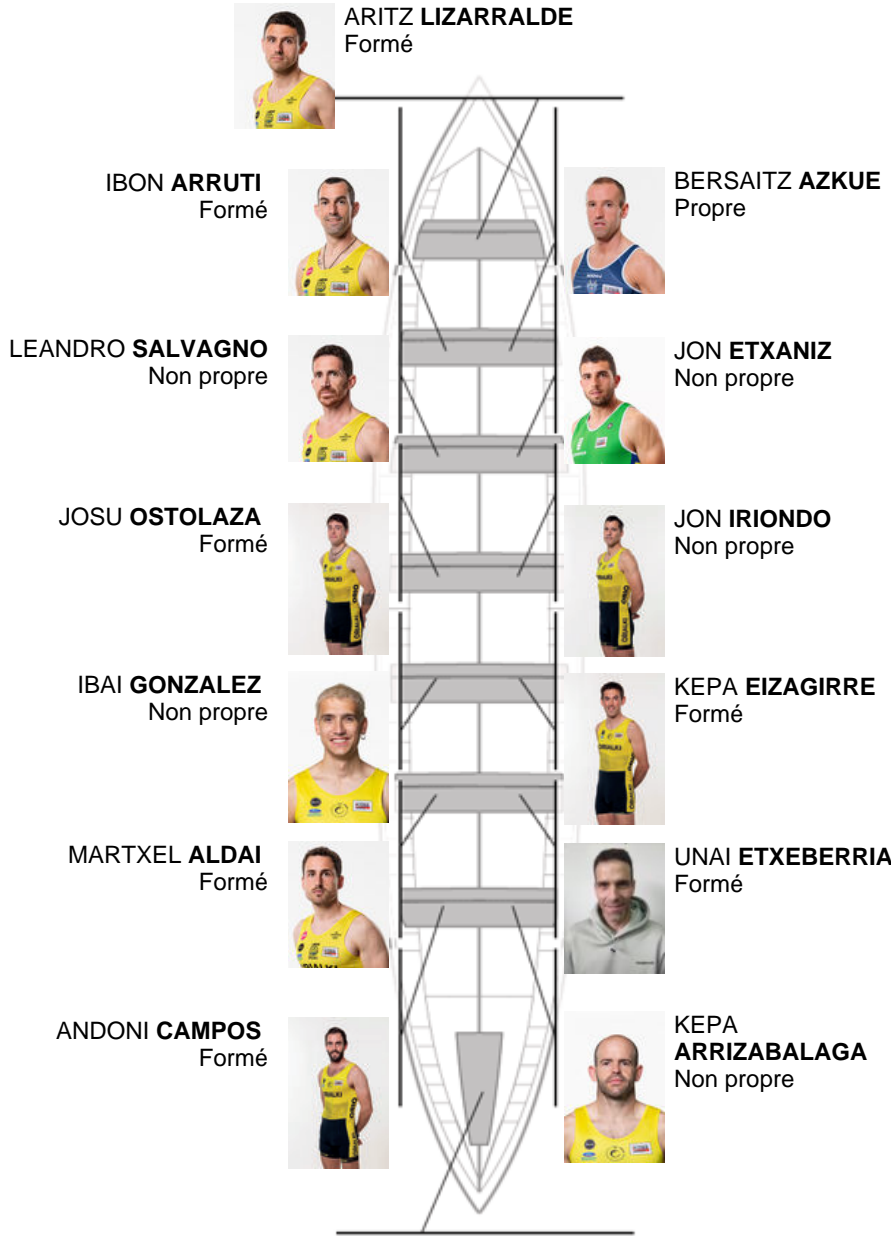 ARITZ LIZARRALDE
Formé
IBON ARRUTI
Formé
BERSAITZ AZKUE
Propre
LEANDRO SALVAGNO
Non propre
JON ETXANIZ
Non propre
JOSU OSTOLAZA
Formé
JON IRIONDO
Non propre
IBAI GONZALEZ
Non propre
KEPA EIZAGIRRE
Formé
MARTXEL ALDAI
Formé
UNAI ETXEBERRIA
Formé
ANDONI CAMPOS
Formé
KEPA
ARRIZABALAGA
Non propre